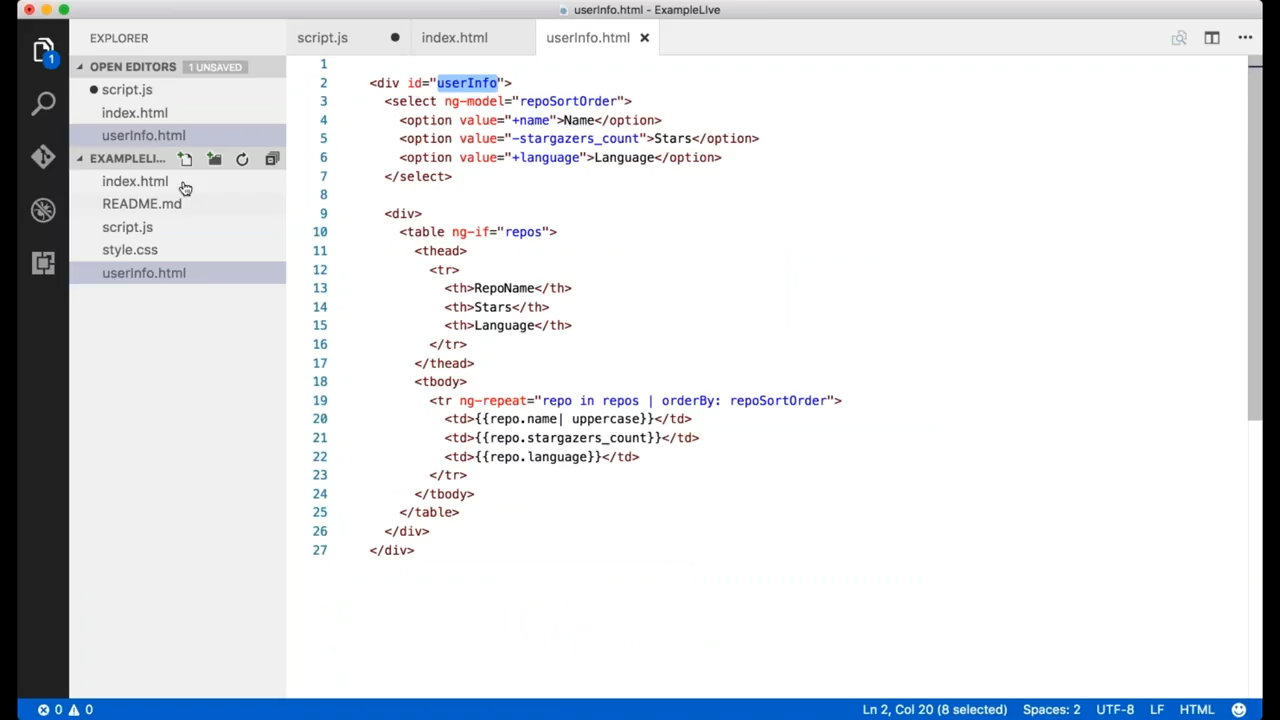 userInfo.html - ExampleLive
EXPLORER
script.js
index.html
userInfo.html
OPEN EDITORS 1 UNSAVED
script.js
index.html
userInfo.html
EXAMPLELI...
index.html
README.md
script.js
style.css
userInfo.html
1
1
2 <div id="userInfo">
3 <select ng-model="repoSortOrder">
4 <option value="+name">Name</option>
5 <option value="-stargazers_count">Stars</option>
6 <option value="+language">Language</option>
7 </select>
8
9 <div>
10 <table ng-if="repos">
11 <thead>
12 <tr>
13 <th>RepoName</th>
14 <th>Stars</th>
15 <th>Language</th>
16 </tr>
17 </thead>
18 <tbody>
19 <tr ng-repeat="repo in repos | orderBy: repoSortOrder">
20 <td>{{repo.name| uppercase}}</td>
21 <td>{{repo.stargazers_count}}</td>
22 <td>{{repo.language}}</td>
23 </tr>
24 </tbody>
25 </table>
26 </div>
27 </div>
0 0 Ln 2, Col 20 (8 selected) Spaces: 2 UTF-8 LF HTML